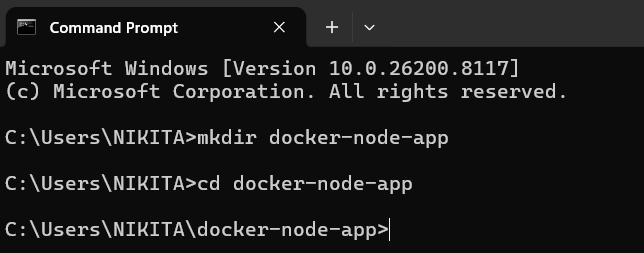 Command Prompt
Microsoft Windows [Version 10.0.26200.8117]
(c) Microsoft Corporation. All rights reserved.
C:\Users\NIKITA>mkdir docker-node-app
C:\Users\NIKITA>cd docker-node-app
C:\Users\NIKITA\docker-node-app>